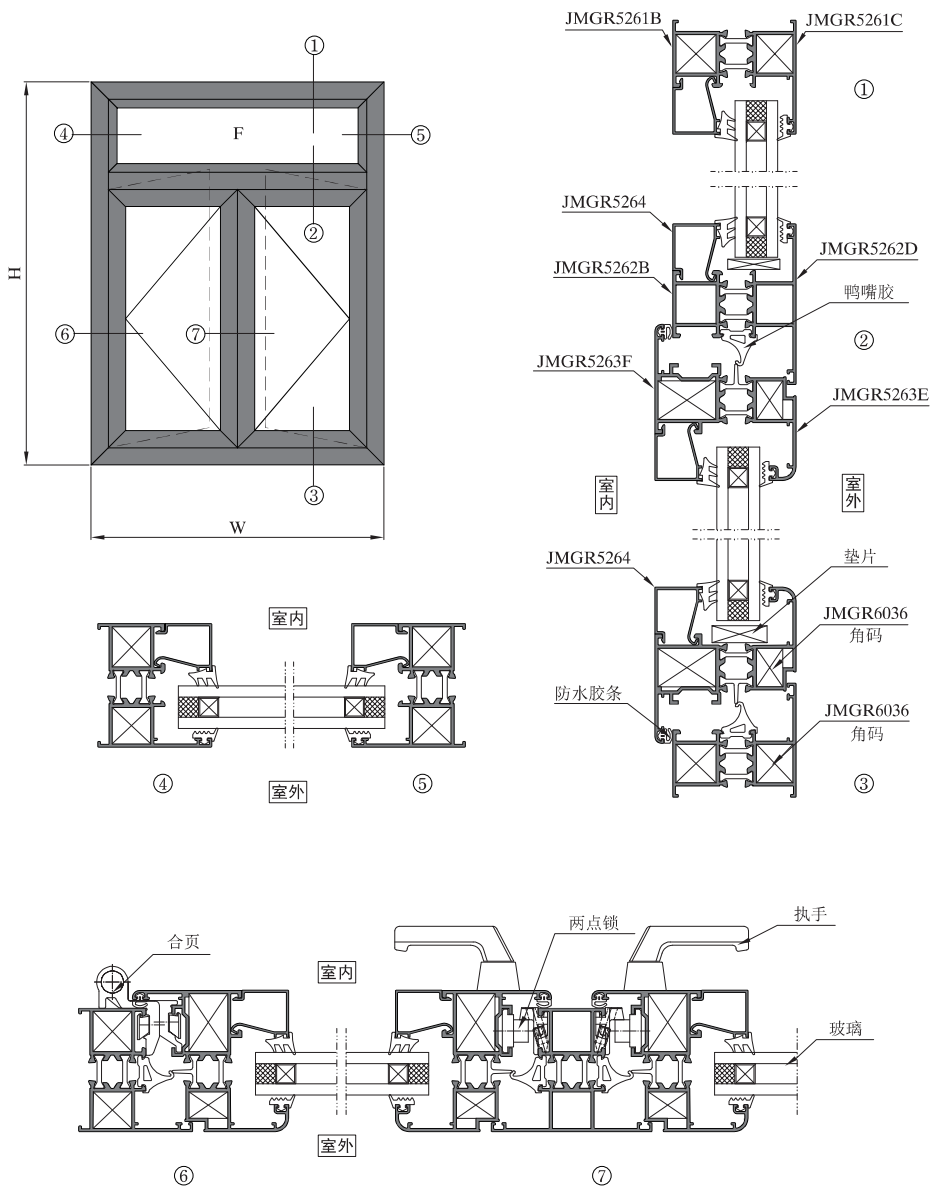 ①
④
F
⑤
②
H
⑥
⑦
③
W
JMGR5261B
JMGR5261C
①
JMGR5264
JMGR5262B
JMGR5262D
鸭嘴胶
②
JMGR5263F
JMGR5263E
室内
室外
JMGR5264
垫片
JMGR6036
角码
防水胶条
JMGR6036
角码
③
室内
④
室外
⑤
合页
室内
两点锁
执手
玻璃
室外
⑥
⑦